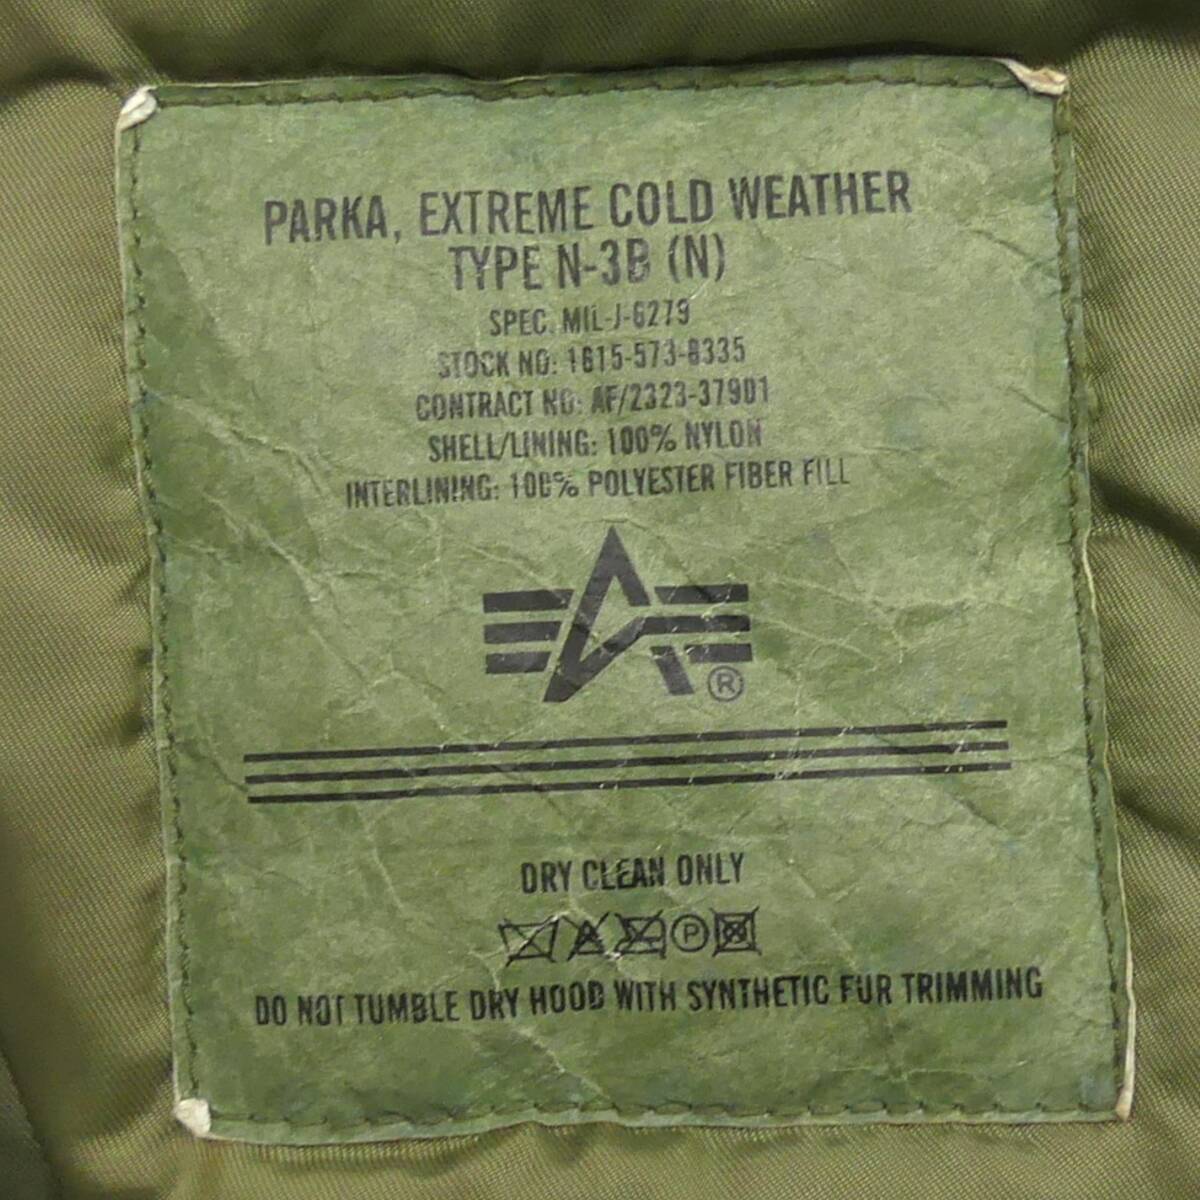 PARKA, EXTREME COLD WEATHER
TYPE N-3B (N)
SPEC. MIL-J-6279
STOCK NO: 1615-573-8335
CONTRACT NO: AF/2323-37901
SHELL/LINING: 100% NYLON
INTERLINING: 100% POLYESTER FIBER FILL
®
DRY CLEAN ONLY
P
DO NOT TUMBLE DRY HOOD WITH SYNTHETIC FUR TRIMMING